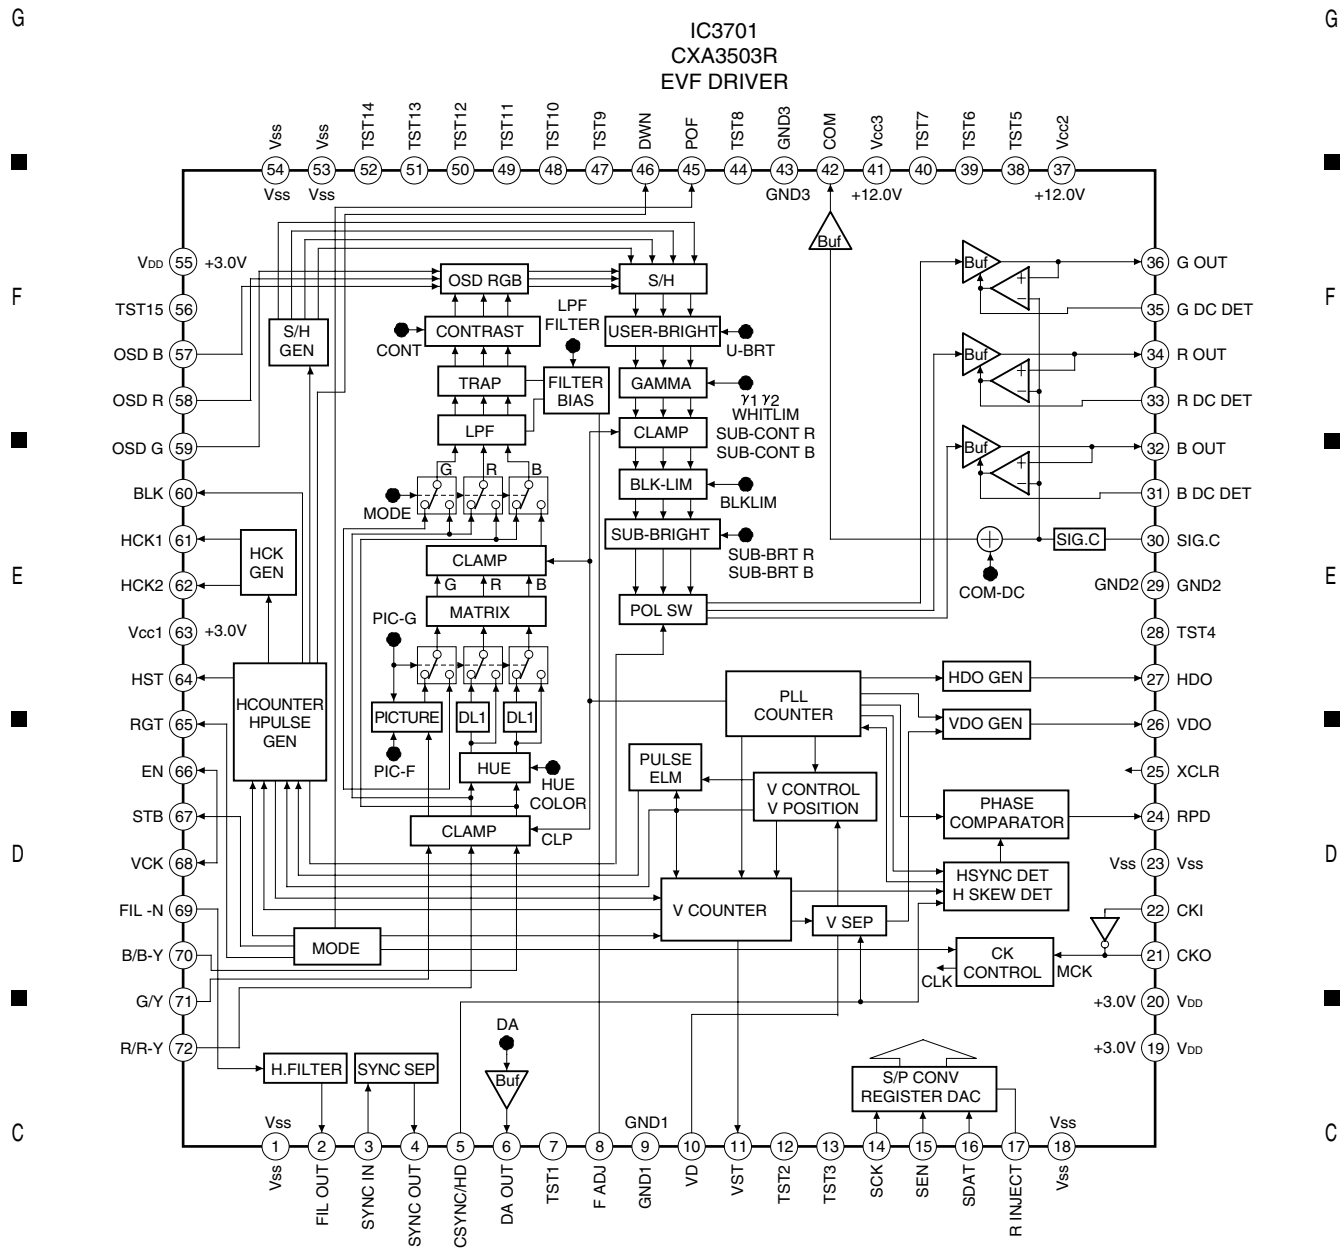 G
G
IC3701
CXA3503R
EVF DRIVER
Vss
Vss
TST14
TST13
TST12
TST11
TST10
TST9
DWN
POF
TST8
GND3
COM
Vcc3
TST7
TST6
TST5
Vcc2
54
53
52
51
50
49
48
47
46
45
44
43
42
41
40
39
38
37
Vss
Vss
GND3
+12.0V
+12.0V
Buf
VDD
55
+3.0V
TST15
56
OSD B
57
OSD R
58
OSD G
59
BLK
60
HCK1
61
HCK2
62
Vcc1
63
+3.0V
HST
64
RGT
65
EN
66
STB
67
VCK
68
FIL -N
69
B/B-Y
70
G/Y
71
R/R-Y
72
F
F
E
E
D
D
C
C
S/H
GEN
HCK
GEN
HCOUNTER
HPULSE
GEN
MODE
OSD RGB
CONTRAST
CONT
TRAP
LPF
LPF
FILTER
FILTER
BIAS
G
R
B
MODE
CLAMP
G
R
B
MATRIX
PIC-G
PICTURE
DL1
DL1
PIC-F
HUE
HUE
COLOR
CLAMP
CLP
S/H
USER-BRIGHT
U-BRT
GAMMA
γ1 γ2
WHITLIM
SUB-CONT R
SUB-CONT B
CLAMP
BLK-LIM
BLKLIM
SUB-BRIGHT
SUB-BRT R
SUB-BRT B
POL SW
Buf
+
−
36
G OUT
35
G DC DET
Buf
+
−
34
R OUT
33
R DC DET
Buf
+
−
32
B OUT
31
B DC DET
+
COM-DC
SIG.C
30
SIG.C
GND2
29
GND2
28
TST4
PLL
COUNTER
HDO GEN
27
HDO
VDO GEN
26
VDO
25
XCLR
PULSE
ELM
V CONTROL
V POSITION
PHASE
COMPARATOR
24
RPD
Vss
23
Vss
HSYNC DET
H SKEW DET
V COUNTER
V SEP
22
CKI
CK
CONTROL
CLK
MCK
21
CKO
+3.0V
20
VDD
+3.0V
19
VDD
H.FILTER
SYNC SEP
DA
Buf
S/P CONV
REGISTER DAC
Vss
GND1
Vss
1
2
3
4
5
6
7
8
9
10
11
12
13
14
15
16
17
18
Vss
FIL OUT
SYNC IN
SYNC OUT
CSYNC/HD
DA OUT
TST1
F ADJ
GND1
VD
VST
TST2
TST3
SCK
SEN
SDAT
R INJECT
Vss